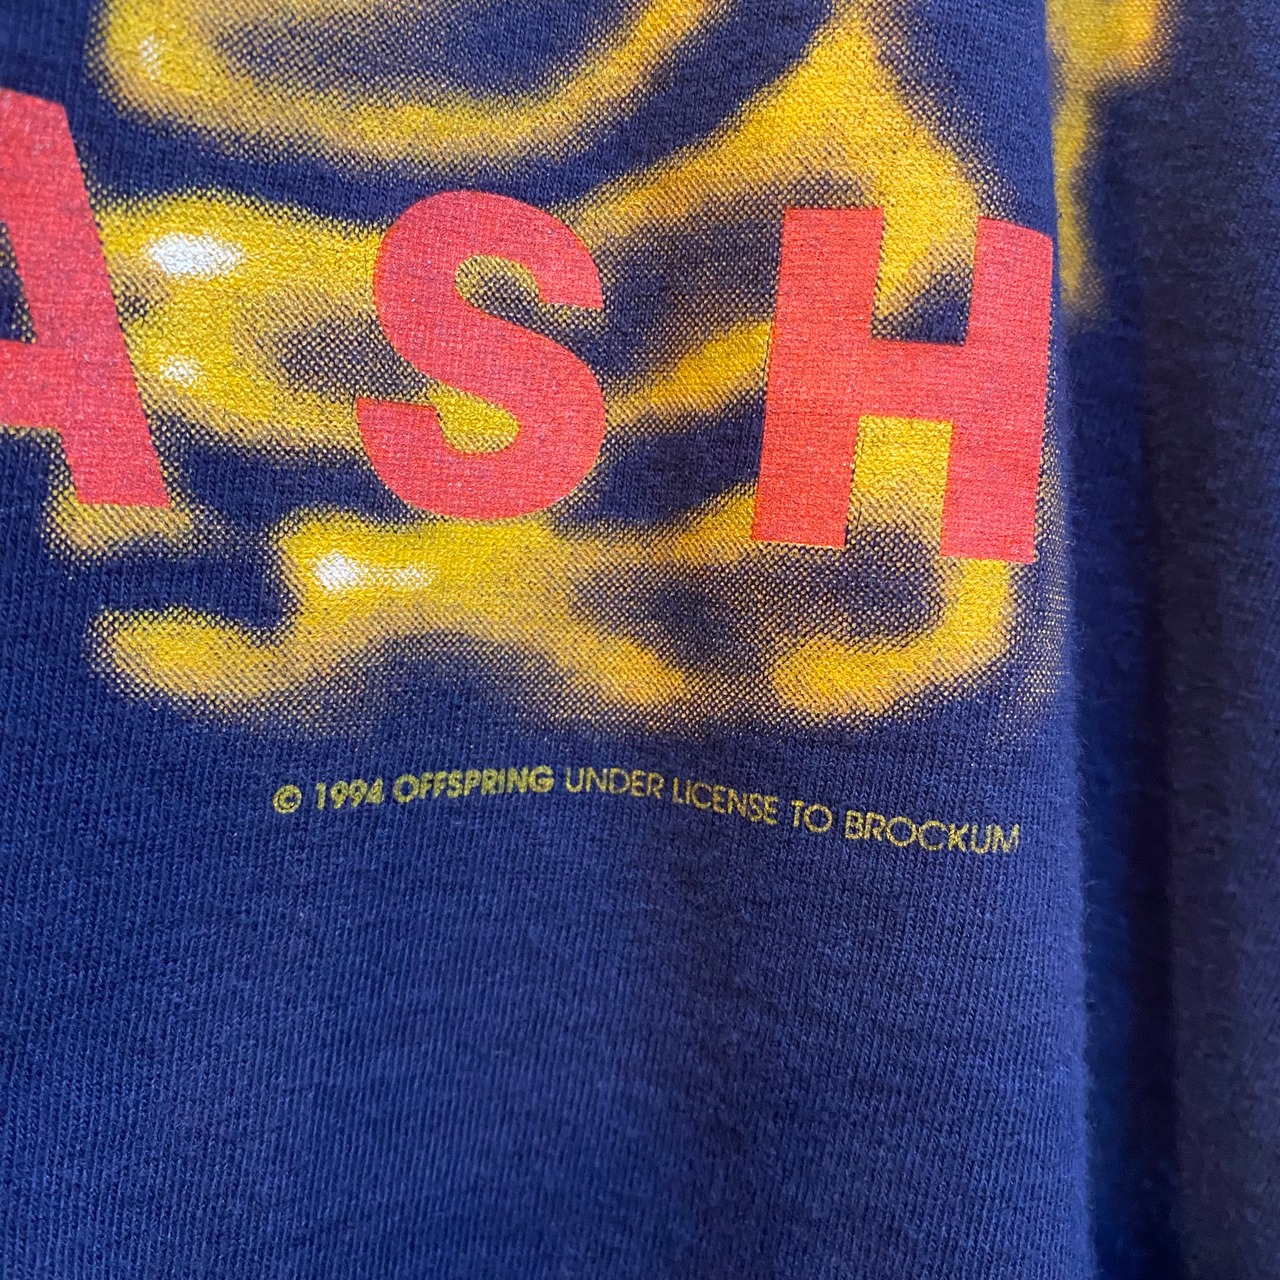 ASH
© 1994 OFFSPRING UNDER LICENSE TO BROCKUM